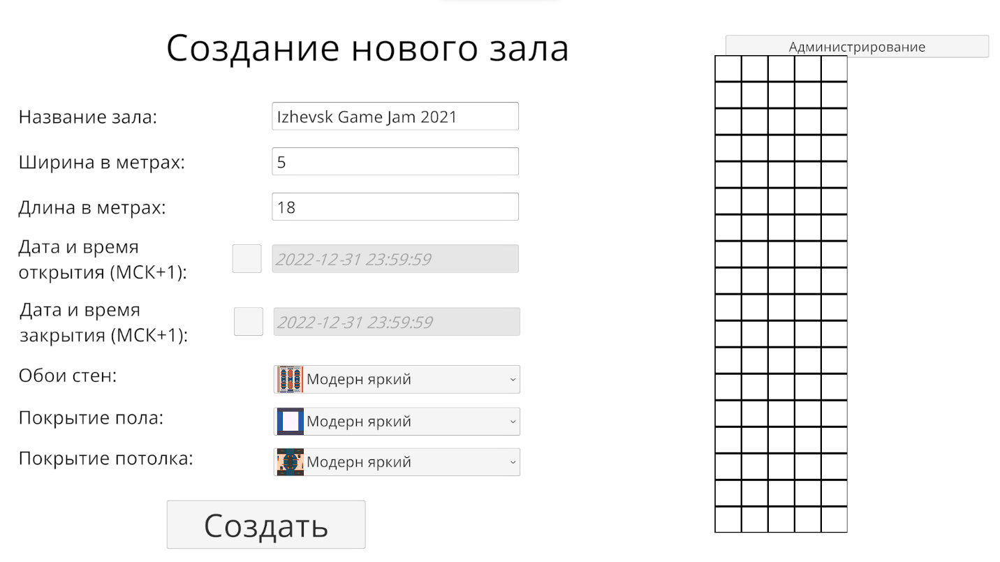 Создание нового зала
Администрирование
Название зала:
Izhevsk Game Jam 2021
Ширина в метрах:
5
Длина в метрах:
18
Дата и время
открытия (МСК+1):
2022-12-31 23:59:59
Дата и время
закрытия (МСК+1):
2022-12-31 23:59:59
Обои стен:
Модерн яркий
Покрытие пола:
Модерн яркий
Покрытие потолка:
Модерн яркий
Создать